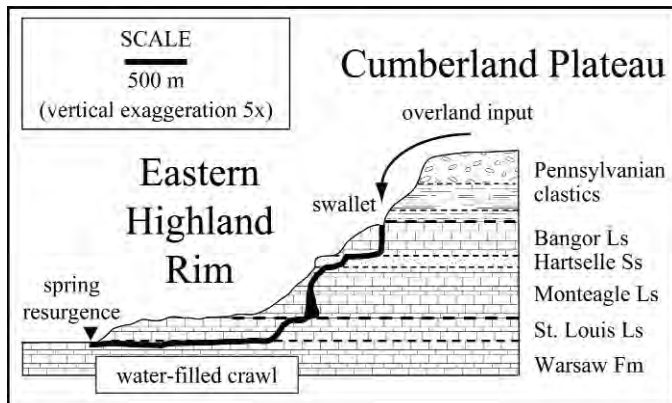 SCALE
500 m
(vertical exaggeration 5x)
Cumberland Plateau
overland input
Eastern
Highland
Rim
swallet
spring
resurgence
water-filled crawl
Pennsylvanian
clastics
Bangor Ls
Hartselle Ss
Monteagle Ls
St. Louis Ls
Warsaw Fm